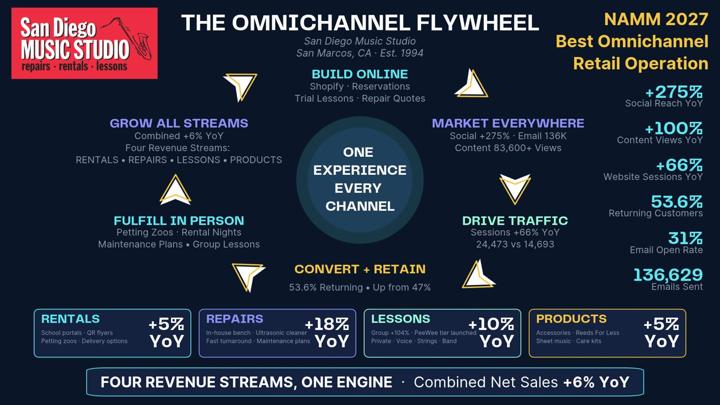 San Diego
MUSIC STUDIO
repairs · rentals · lessons
THE OMNICHANNEL FLYWHEEL
San Diego Music Studio
San Marcos, CA · Est. 1994
NAMM 2027
Best Omnichannel
Retail Operation
BUILD ONLINE
Shopify · Reservations
Trial Lessons · Repair Quotes
MARKET EVERYWHERE
Social +275% · Email 136K
Content 83,600+ Views
DRIVE TRAFFIC
Sessions +66% YoY
24,473 vs 14,693
CONVERT + RETAIN
53.6% Returning • Up from 47%
FULFILL IN PERSON
Petting Zoos · Rental Nights
Maintenance Plans • Group Lessons
GROW ALL STREAMS
Combined +6% YoY
Four Revenue Streams:
RENTALS • REPAIRS • LESSONS • PRODUCTS
ONE
EXPERIENCE
EVERY
CHANNEL
+275%
Social Reach YoY
+100%
Content Views YoY
+66%
Website Sessions YoY
53.6%
Returning Customers
31%
Email Open Rate
136,629
Emails Sent
RENTALS
School portals · QR flyers
Petting zoos · Delivery options
+5%
YoY
REPAIRS
In-house bench · Ultrasonic cleaner
Fast turnaround · Maintenance plans
+18%
YoY
LESSONS
Group +104% · PeeWee tier launched
Private · Voice · Strings · Band
+10%
YoY
PRODUCTS
Accessories · Reeds For Less
Sheet music · Care kits
+5%
YoY
FOUR REVENUE STREAMS, ONE ENGINE · Combined Net Sales +6% YoY